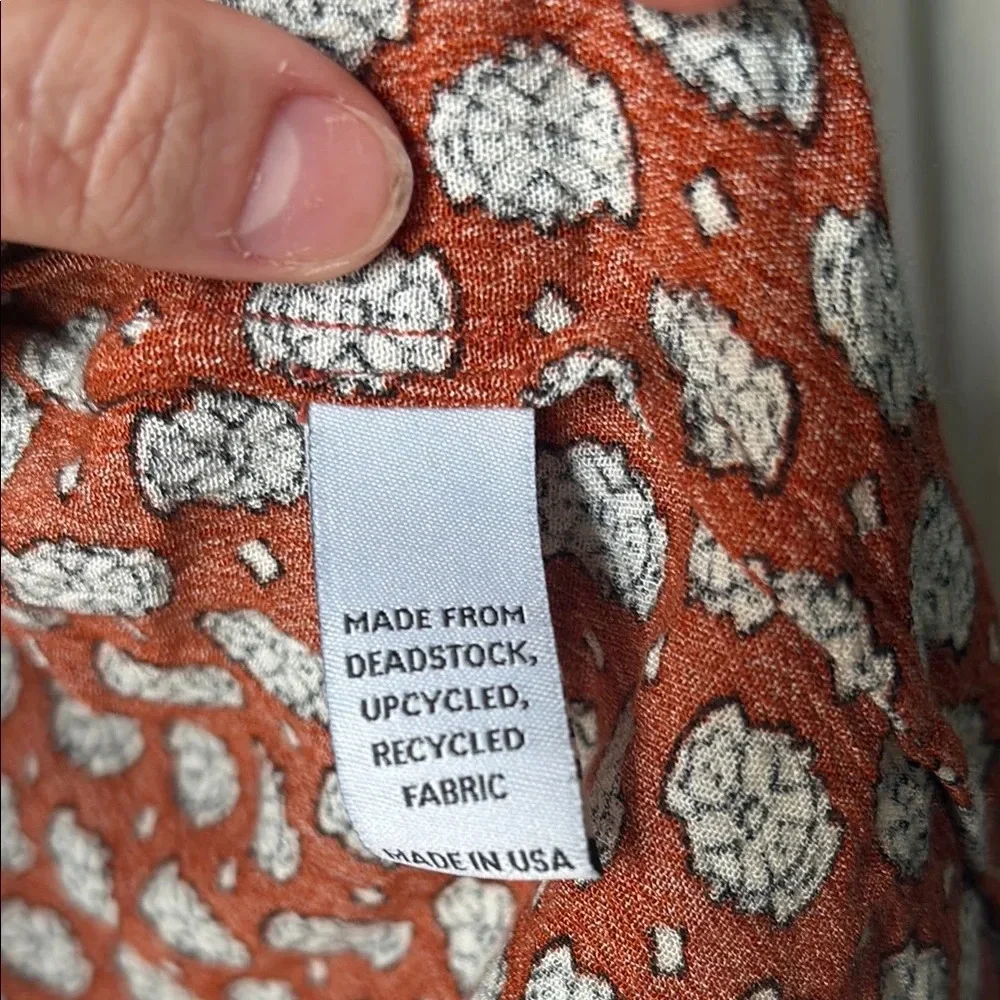 MADE FROM
DEADSTOCK,
UPCYCLED,
RECYCLED
FABRIC
MADE IN USA